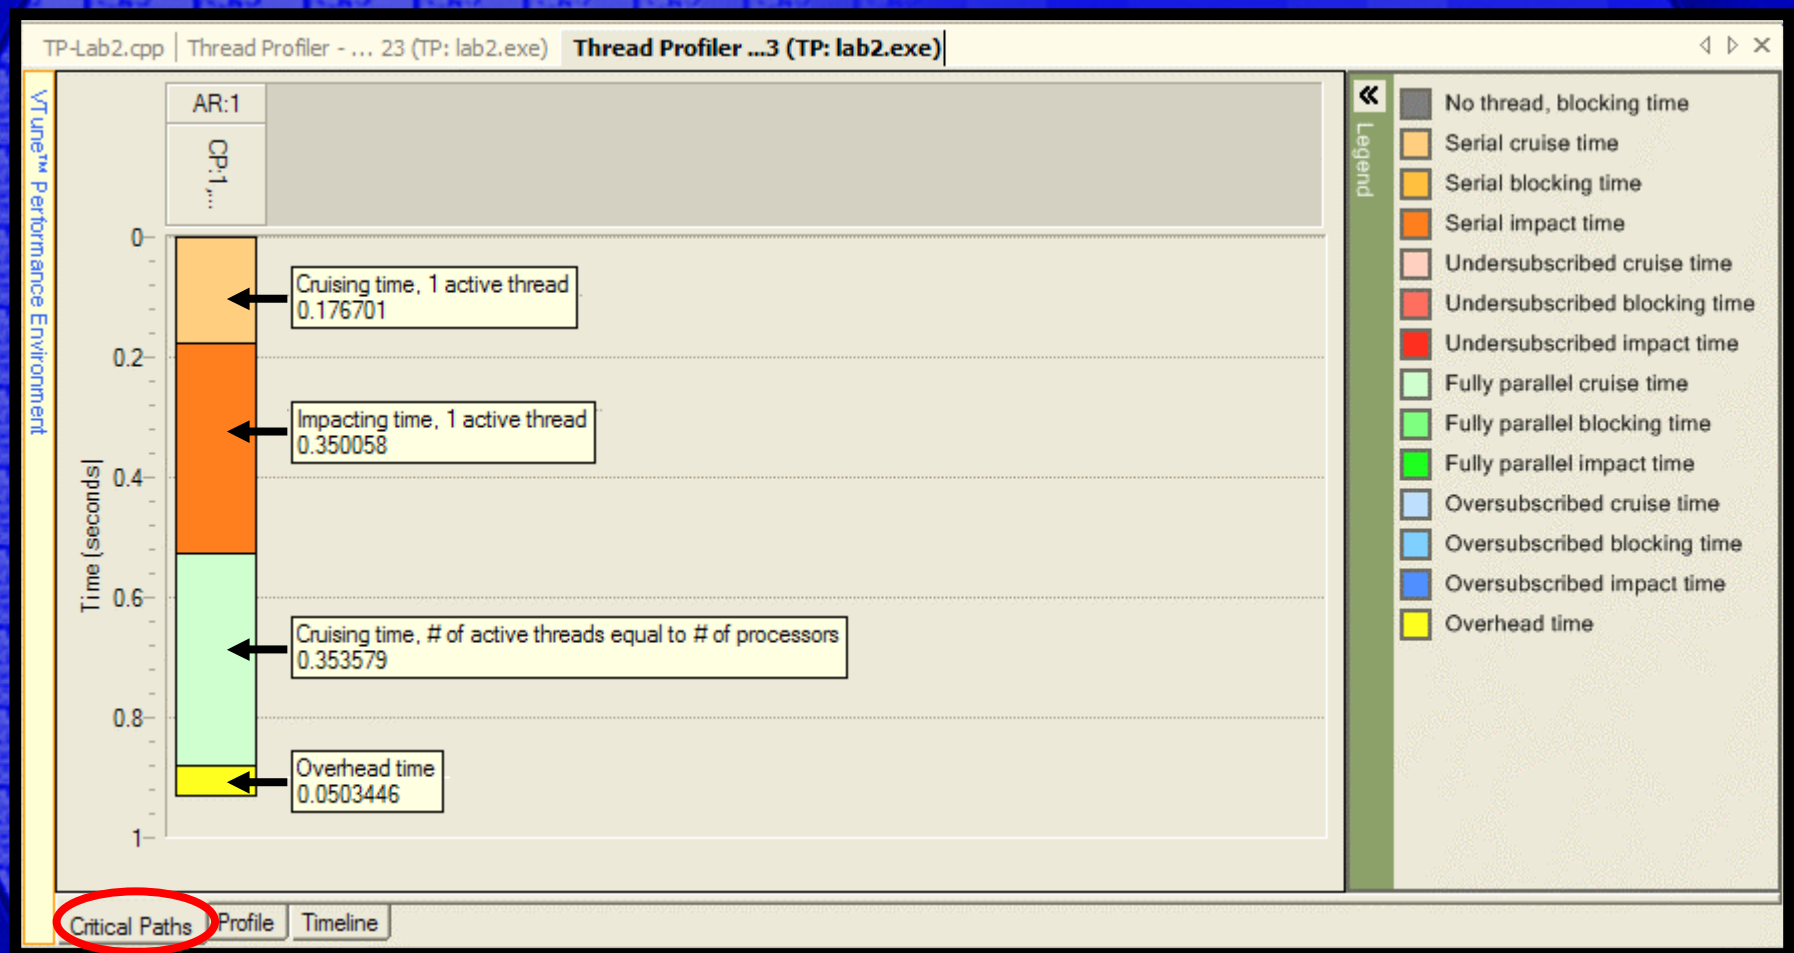 TP-Lab2.cpp
Thread Profiler - ... 23 (TP: lab2.exe)
Thread Profiler ...3 (TP: lab2.exe)
VTune™ Performance Environment
AR:1
CP:1,...
Time (seconds)
0
0.2
0.4
0.6
0.8
1
Cruising time, 1 active thread
0.176701
Impacting time, 1 active thread
0.350058
Cruising time, # of active threads equal to # of processors
0.353579
Overhead time
0.0503446
Legend
No thread, blocking time
Serial cruise time
Serial blocking time
Serial impact time
Undersubscribed cruise time
Undersubscribed blocking time
Undersubscribed impact time
Fully parallel cruise time
Fully parallel blocking time
Fully parallel impact time
Oversubscribed cruise time
Oversubscribed blocking time
Oversubscribed impact time
Overhead time
Critical Paths
Profile
Timeline